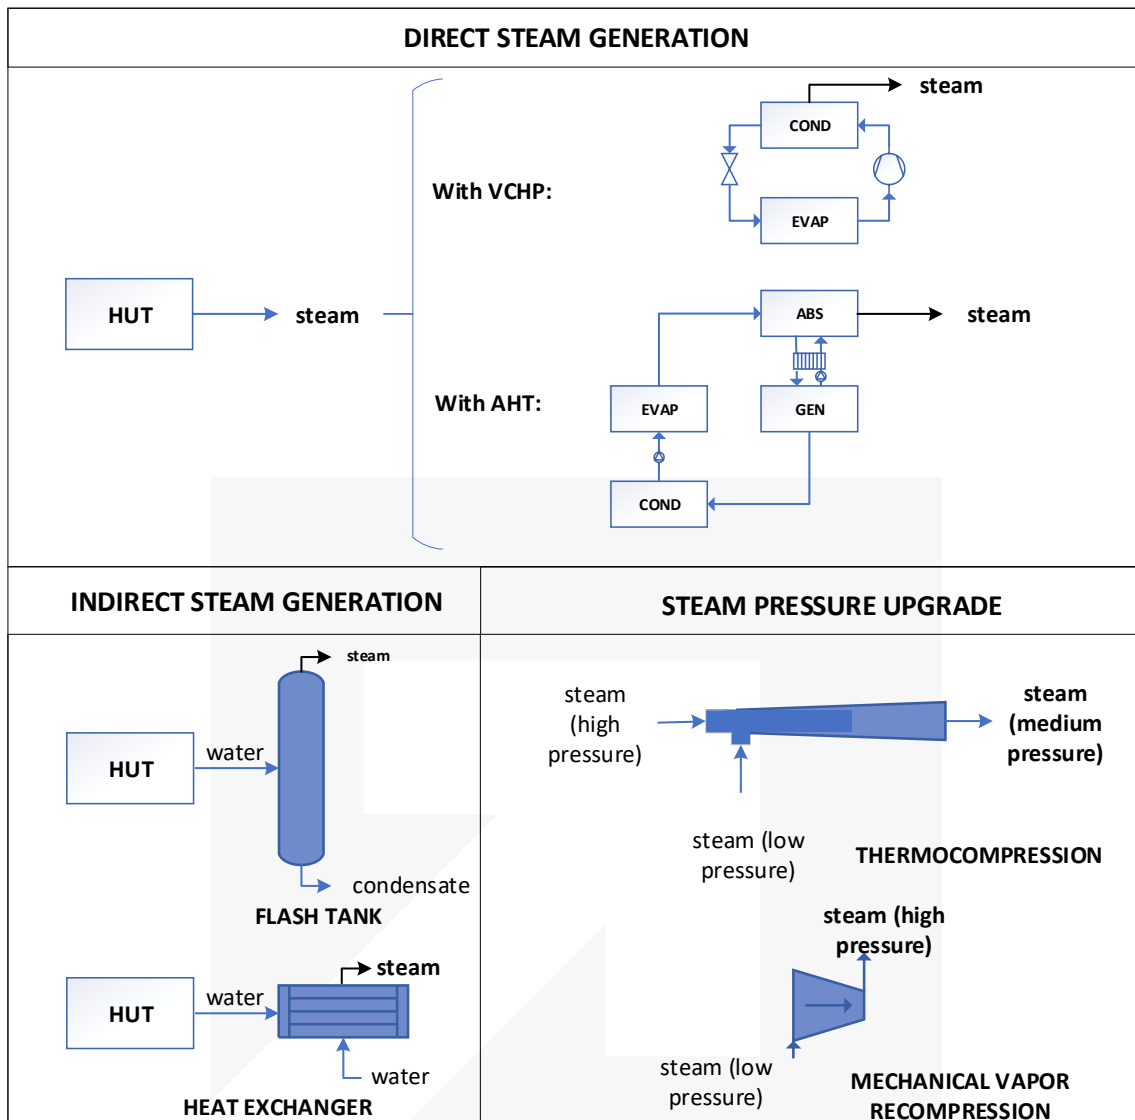 DIRECT STEAM GENERATION
steam
COND
With VCHP:
EVAP
HUT
steam
ABS
steam
With AHT:
EVAP
GEN
COND
INDIRECT STEAM GENERATION
steam
HUT
water
condensate
FLASH TANK
HUT
water
steam
water
HEAT EXCHANGER
STEAM PRESSURE UPGRADE
steam
(high
pressure)
steam
(medium
pressure)
steam (low
pressure)
THERMOCOMPRESSION
steam (high
pressure)
steam (low
pressure)
MECHANICAL VAPOR
RECOMPRESSION